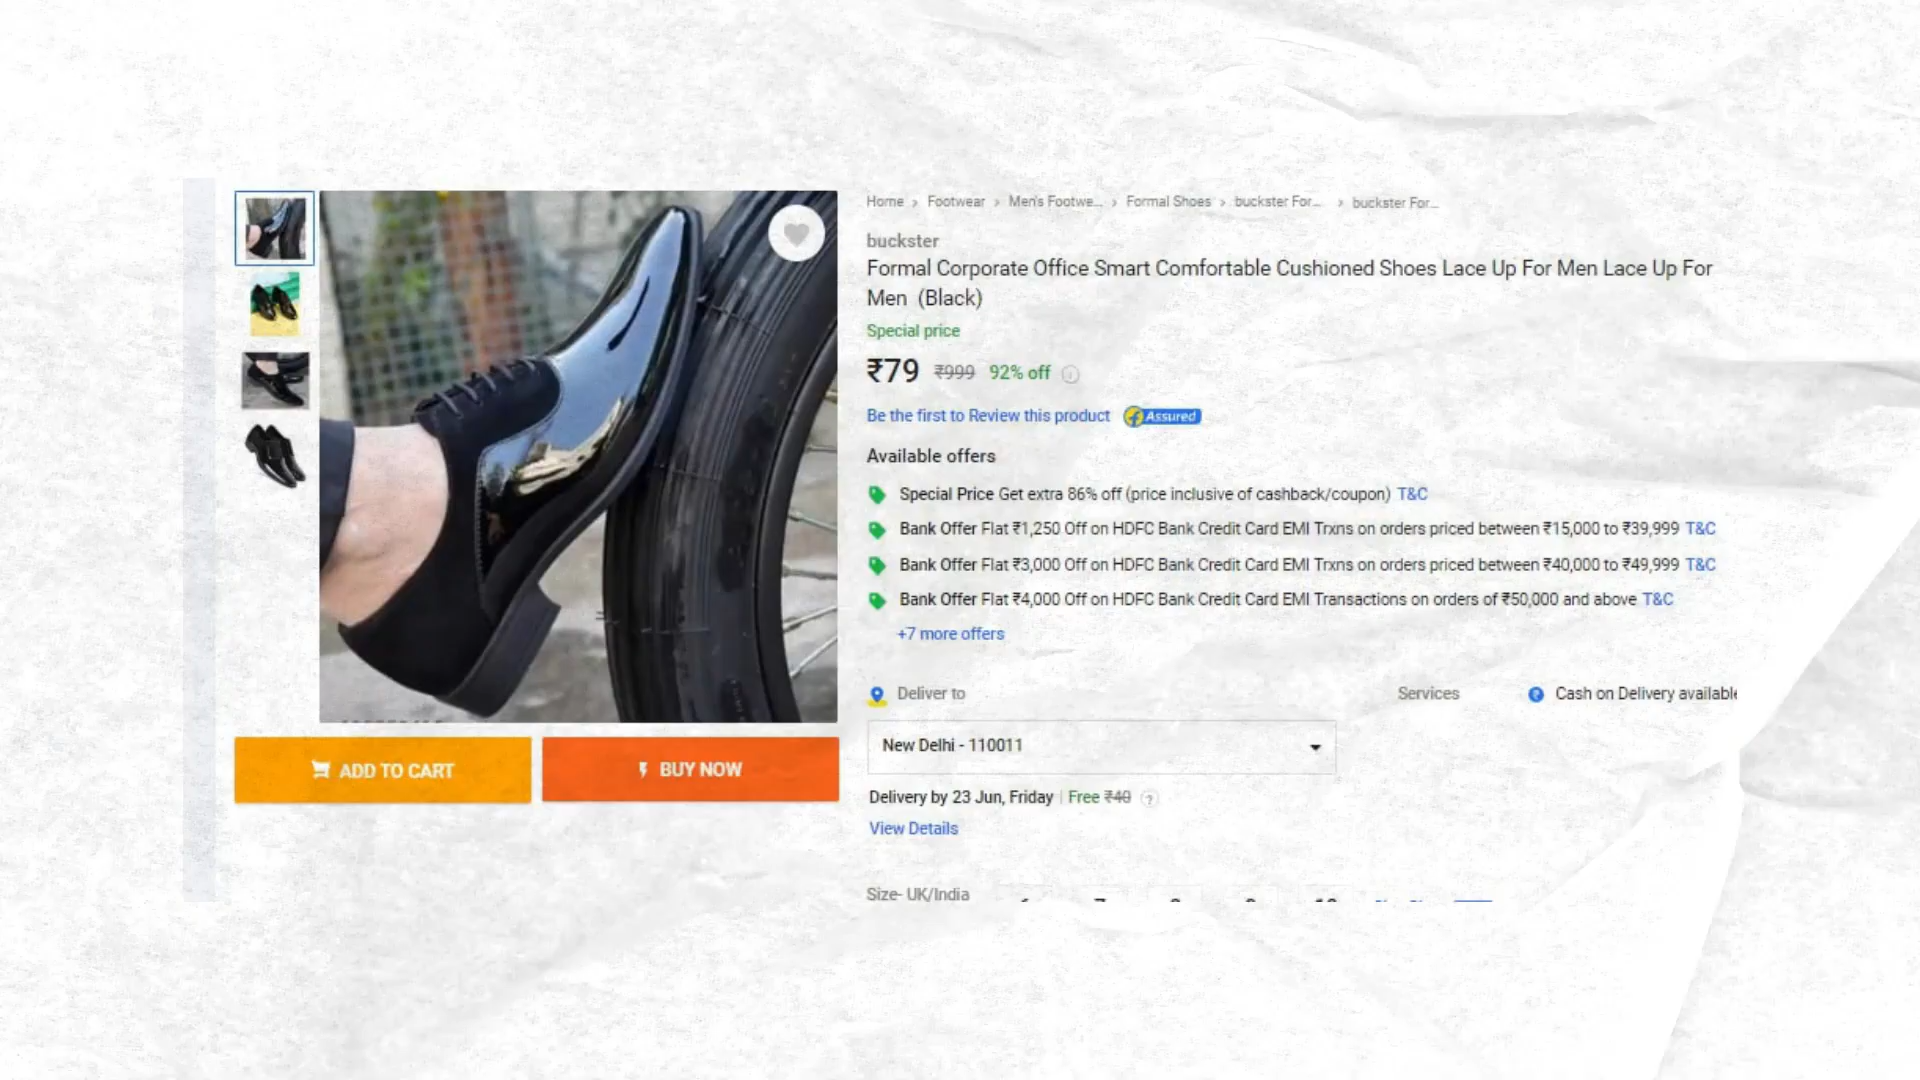 Home > Footwear > Men's Footwe... > Formal Shoes > buckster For... > buckster For...
buckster
Formal Corporate Office Smart Comfortable Cushioned Shoes Lace Up For Men Lace Up For
Men (Black)
Special price
₹79 ₹999 92% off
Be the first to Review this product Assured
Available offers
Special Price Get extra 86% off (price inclusive of cashback/coupon) T&C
Bank Offer Flat ₹1,250 Off on HDFC Bank Credit Card EMI Trxns on orders priced between ₹15,000 to ₹39,999 T&C
Bank Offer Flat ₹3,000 Off on HDFC Bank Credit Card EMI Trxns on orders priced between ₹40,000 to ₹49,999 T&C
Bank Offer Flat ₹4,000 Off on HDFC Bank Credit Card EMI Transactions on orders of ₹50,000 and above T&C
+7 more offers
Deliver to
Services
Cash on Delivery available
New Delhi - 110011
ADD TO CART
BUY NOW
Delivery by 23 Jun, Friday | Free ₹40 ?
View Details
Size- UK/India